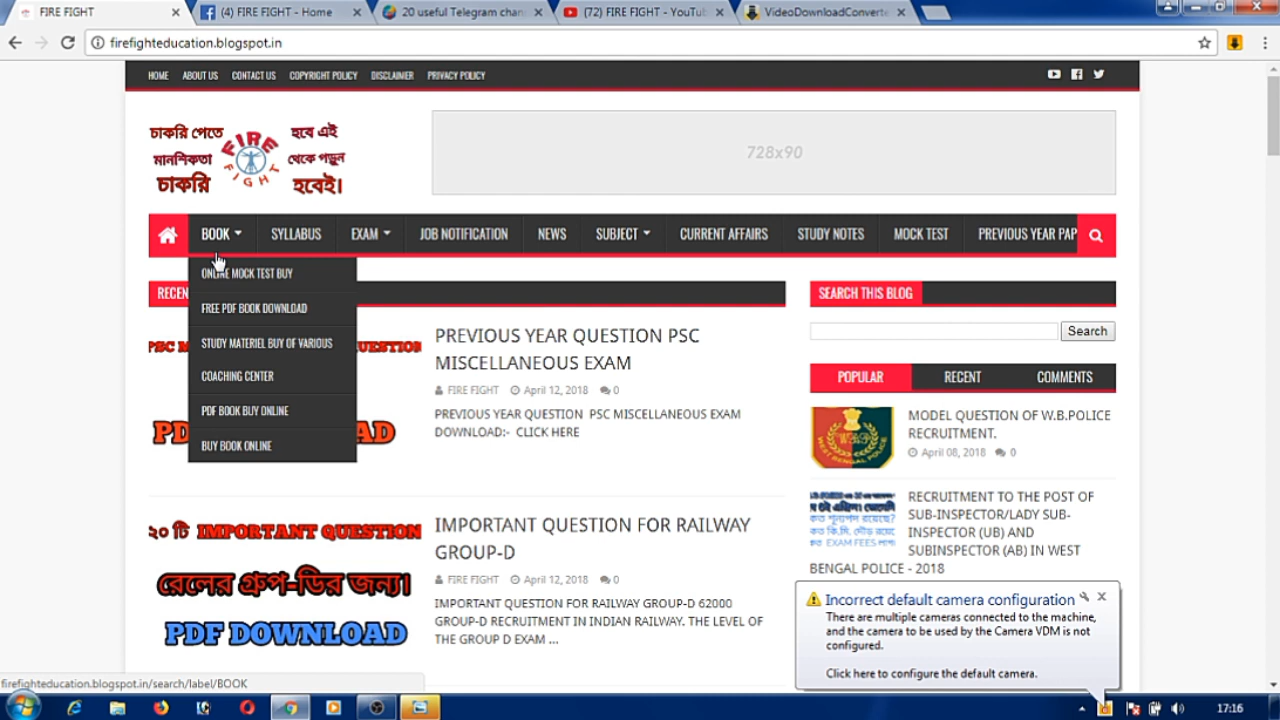 FIRE FIGHT
(4) FIRE FIGHT - Home
20 useful Telegram chan
(72) FIRE FIGHT - YouTu
VideoDownloadConverte
firefighteducation.blogspot.in
HOME ABOUT US CONTACT US COPYRIGHT POLICY DISCLAIMER PRIVACY POLICY
চাকরি পেতে হবে এই
মানশিকতা থেকে পড়ুন
চাকরি হবেই।
FIRE
FIGHT
728x90
BOOK SYLLABUS EXAM JOB NOTIFICATION NEWS SUBJECT CURRENT AFFAIRS STUDY NOTES MOCK TEST PREVIOUS YEAR PAP
ONLINE MOCK TEST BUY
FREE PDF BOOK DOWNLOAD
STUDY MATERIEL BUY OF VARIOUS
COACHING CENTER
PDF BOOK BUY ONLINE
BUY BOOK ONLINE
RECEN
PSC M UESTION
PD AD
PREVIOUS YEAR QUESTION PSC
MISCELLANEOUS EXAM
FIRE FIGHT April 12, 2018 0
PREVIOUS YEAR QUESTION PSC MISCELLANEOUS EXAM
DOWNLOAD:- CLICK HERE
২০ টি IMPORTANT QUESTION
রেলের গ্রুপ-ডির জন্য।
PDF DOWNLOAD
IMPORTANT QUESTION FOR RAILWAY
GROUP-D
FIRE FIGHT April 12, 2018 0
IMPORTANT QUESTION FOR RAILWAY GROUP-D 62000
GROUP-D RECRUITMENT IN INDIAN RAILWAY. THE LEVEL OF
THE GROUP D EXAM ...
SEARCH THIS BLOG
Search
POPULAR RECENT COMMENTS
MODEL QUESTION OF W.B.POLICE
RECRUITMENT.
April 08, 2018 0
RECRUITMENT TO THE POST OF
SUB-INSPECTOR/LADY SUB-
INSPECTOR (UB) AND
SUBINSPECTOR (AB) IN WEST
BENGAL POLICE - 2018
Incorrect default camera configuration
There are multiple cameras connected to the machine,
and the camera to be used by the Camera VDM is not
configured.
Click here to configure the default camera.
firefighteducation.blogspot.in/search/label/BOOK
17:16